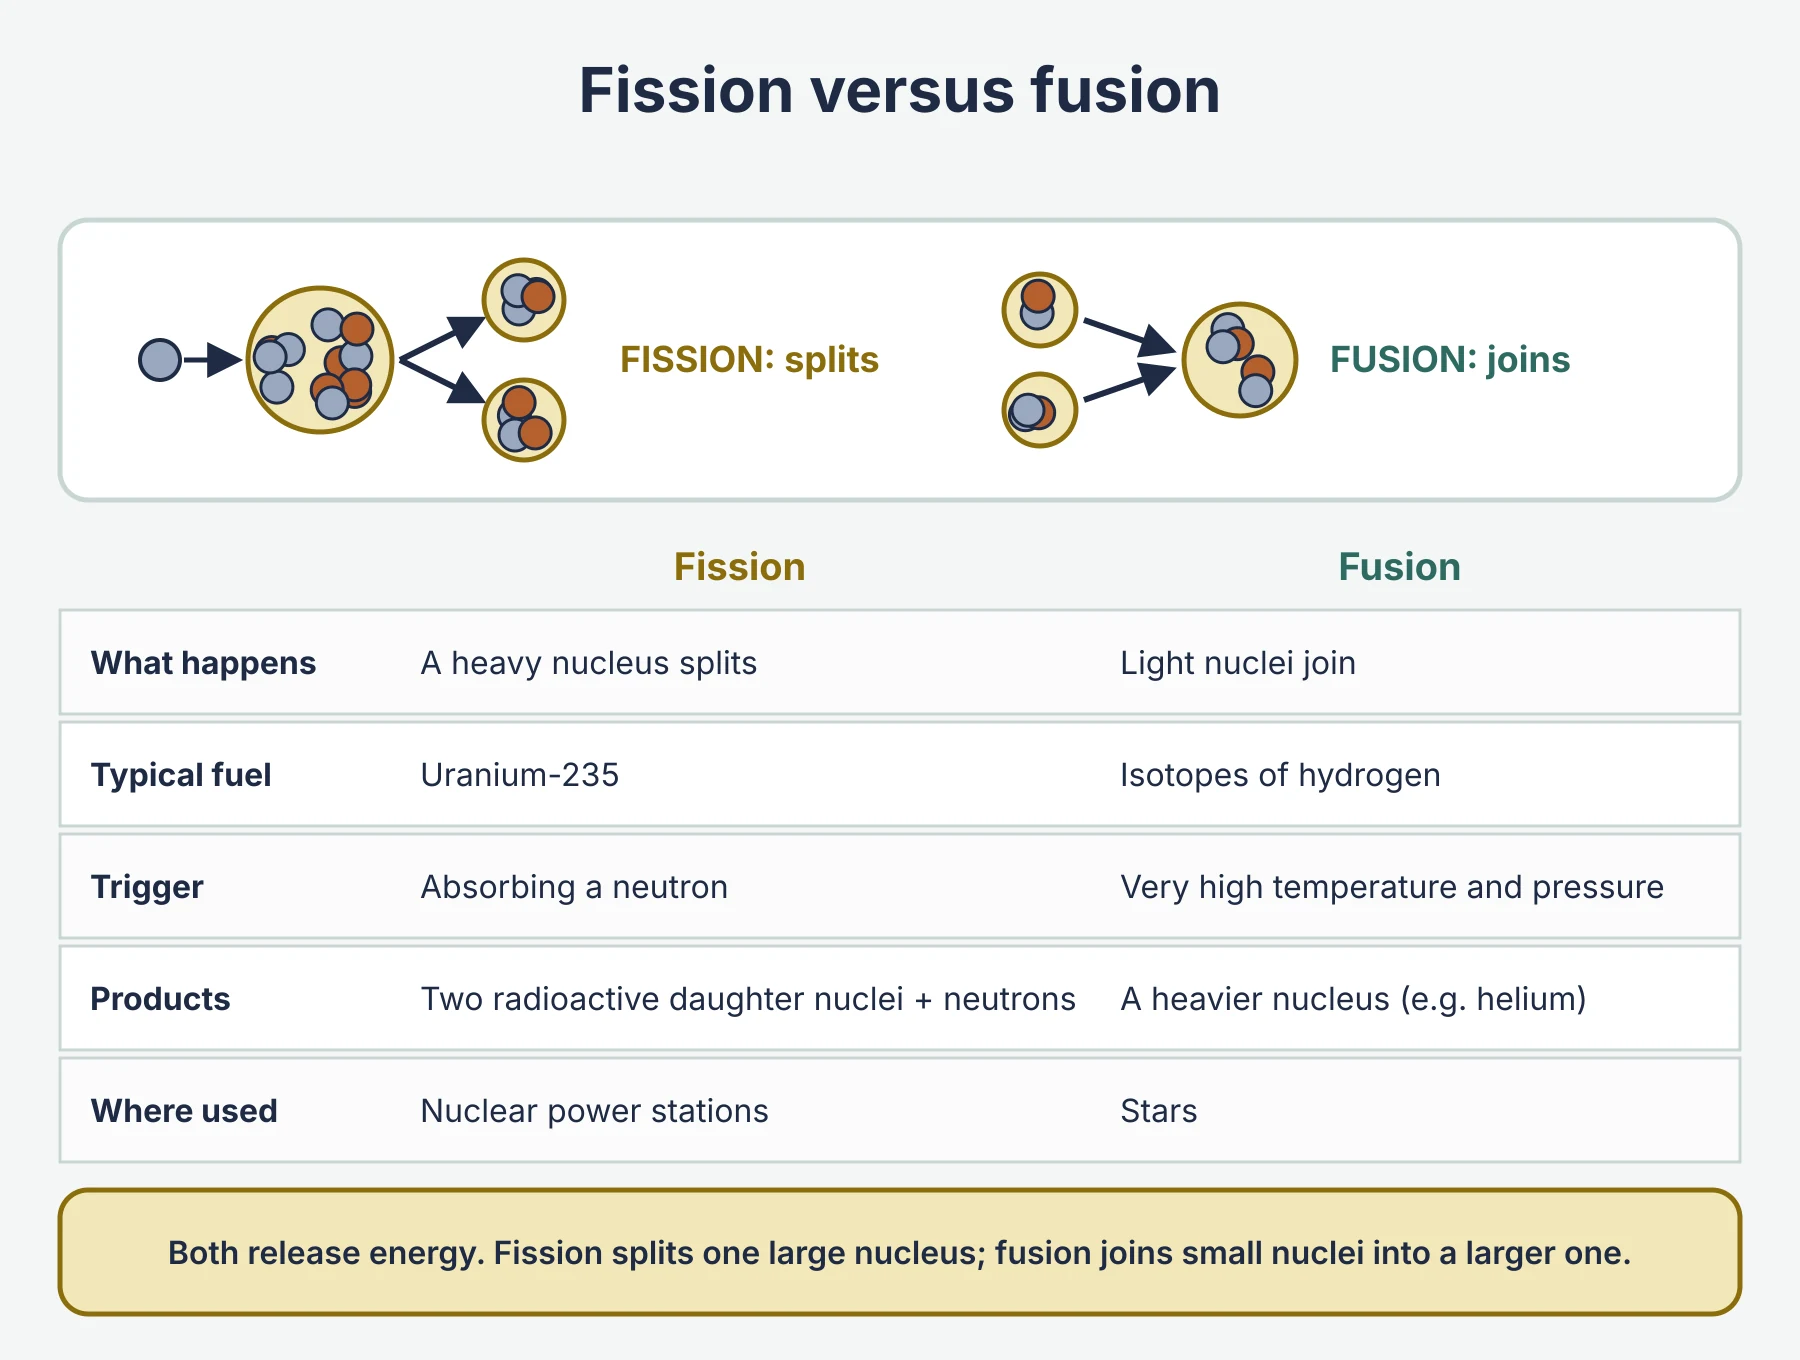 Fission versus fusion
FISSION: splits
FUSION: joins
Fission
Fusion
What happens
A heavy nucleus splits
Light nuclei join
Typical fuel
Uranium-235
Isotopes of hydrogen
Trigger
Absorbing a neutron
Very high temperature and pressure
Products
Two radioactive daughter nuclei + neutrons
A heavier nucleus (e.g. helium)
Where used
Nuclear power stations
Stars
Both release energy. Fission splits one large nucleus; fusion joins small nuclei into a larger one.